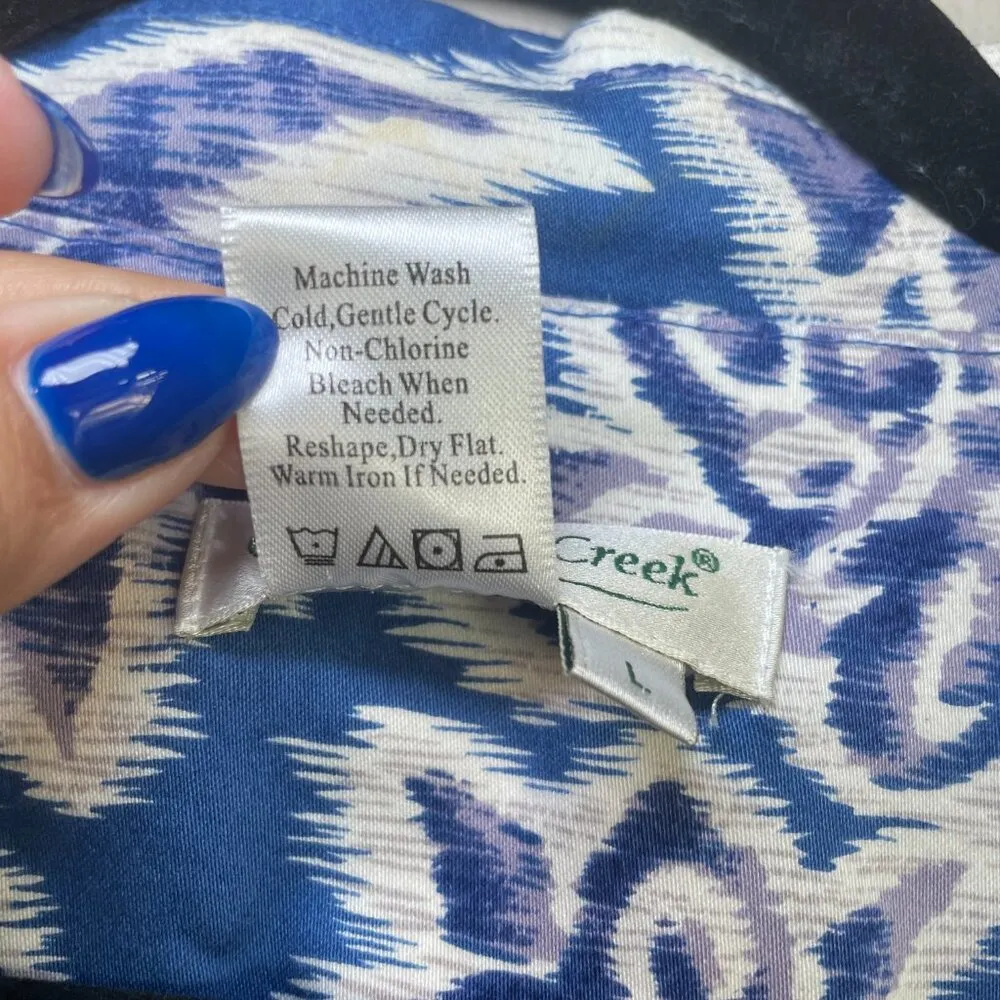 Machine Wash
Cold,Gentle Cycle.
Non-Chlorine
Bleach When
Needed.
Reshape,Dry Flat.
Warm Iron If Needed.
Creek®
L.